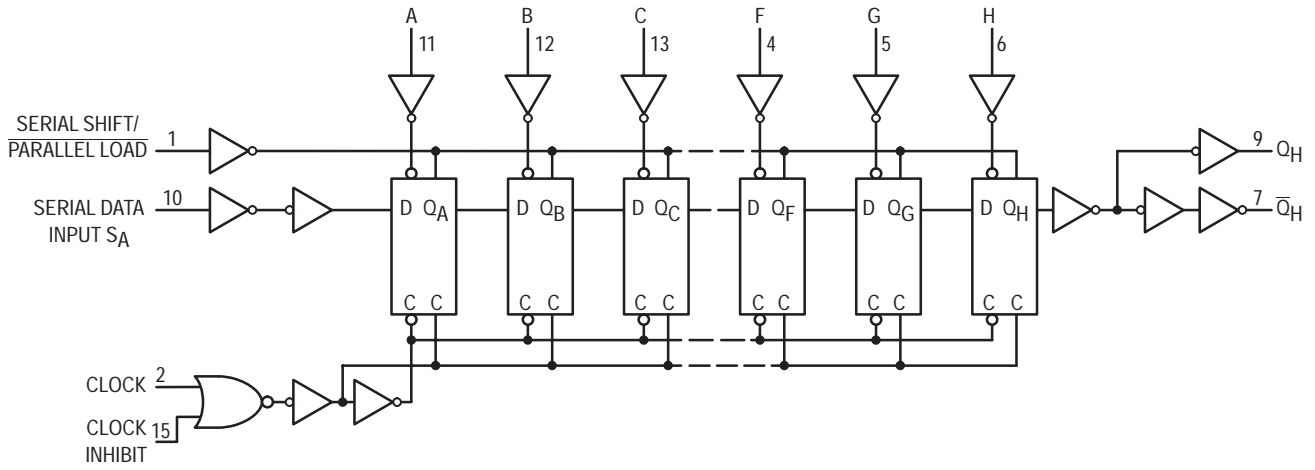 A B C F G H
11 12 13 4 5 6
SERIAL SHIFT/
PARALLEL LOAD 1
9 QH
SERIAL DATA 10
INPUT SA
D QA D QB D QC D QF D QG D QH
7 Q̅H
C C C C C C C C C C C C
CLOCK 2
CLOCK 15
INHIBIT